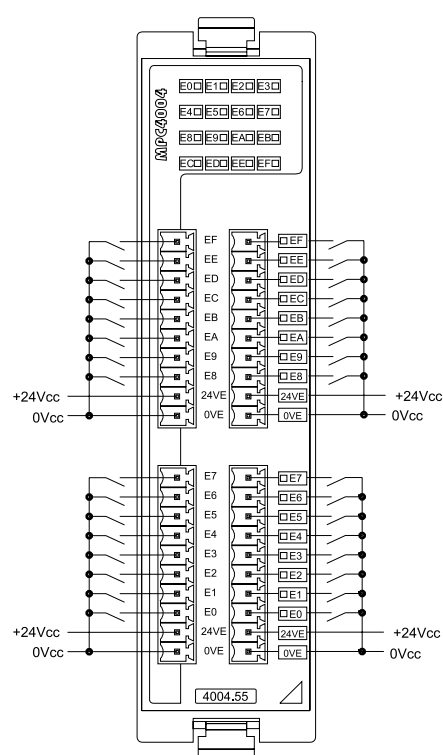 MPC4004
E0 E1 E2 E3
E4 E5 E6 E7
E8 E9 EA EB
EC ED EE EF
EF EF
EE EE
ED ED
EC EC
EB EB
EA EA
E9 E9
E8 E8
+24Vcc 24VE 24VE +24Vcc
0Vcc 0VE 0VE 0Vcc
E7 E7
E6 E6
E5 E5
E4 E4
E3 E3
E2 E2
E1 E1
E0 E0
+24Vcc 24VE 24VE +24Vcc
0Vcc 0VE 0VE 0Vcc
4004.55